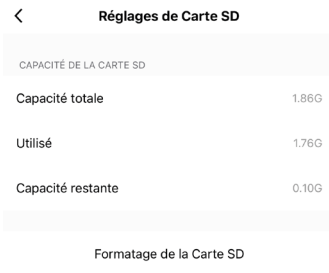 Réglages de Carte SD
CAPACITÉ DE LA CARTE SD
Capacité totale 1.86G
Utilisé 1.76G
Capacité restante 0.10G
Formatage de la Carte SD